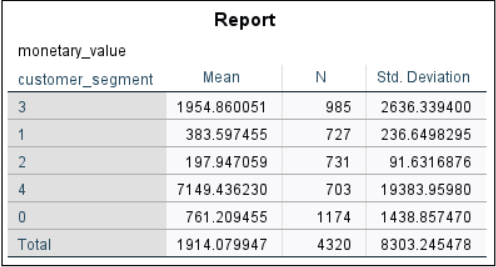 Report
monetary_value
customer_segment Mean N Std. Deviation
3 1954.860051 985 2636.339400
1 383.597455 727 236.6498295
2 197.947059 731 91.6316876
4 7149.436230 703 19383.95980
0 761.209455 1174 1438.857470
Total 1914.079947 4320 8303.245478